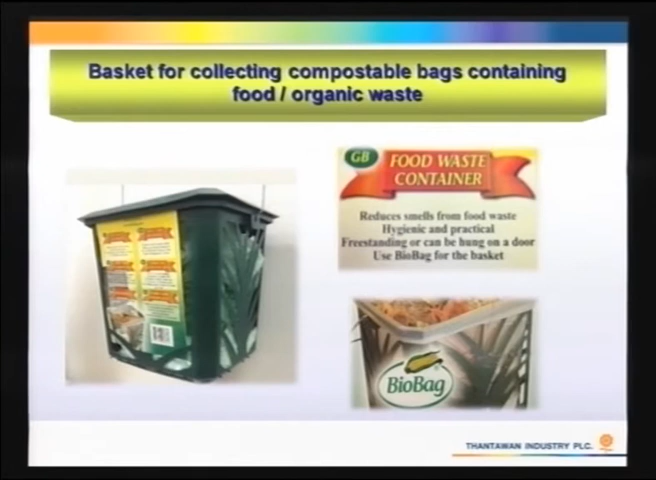 Basket for collecting compostable bags containing
food / organic waste
GB
FOOD WASTE
CONTAINER
Reduces smells from food waste
Hygienic and practical
Freestanding or can be hung on a door
Use BioBag for the basket
BioBag
THANTAWAN INDUSTRY PLC.